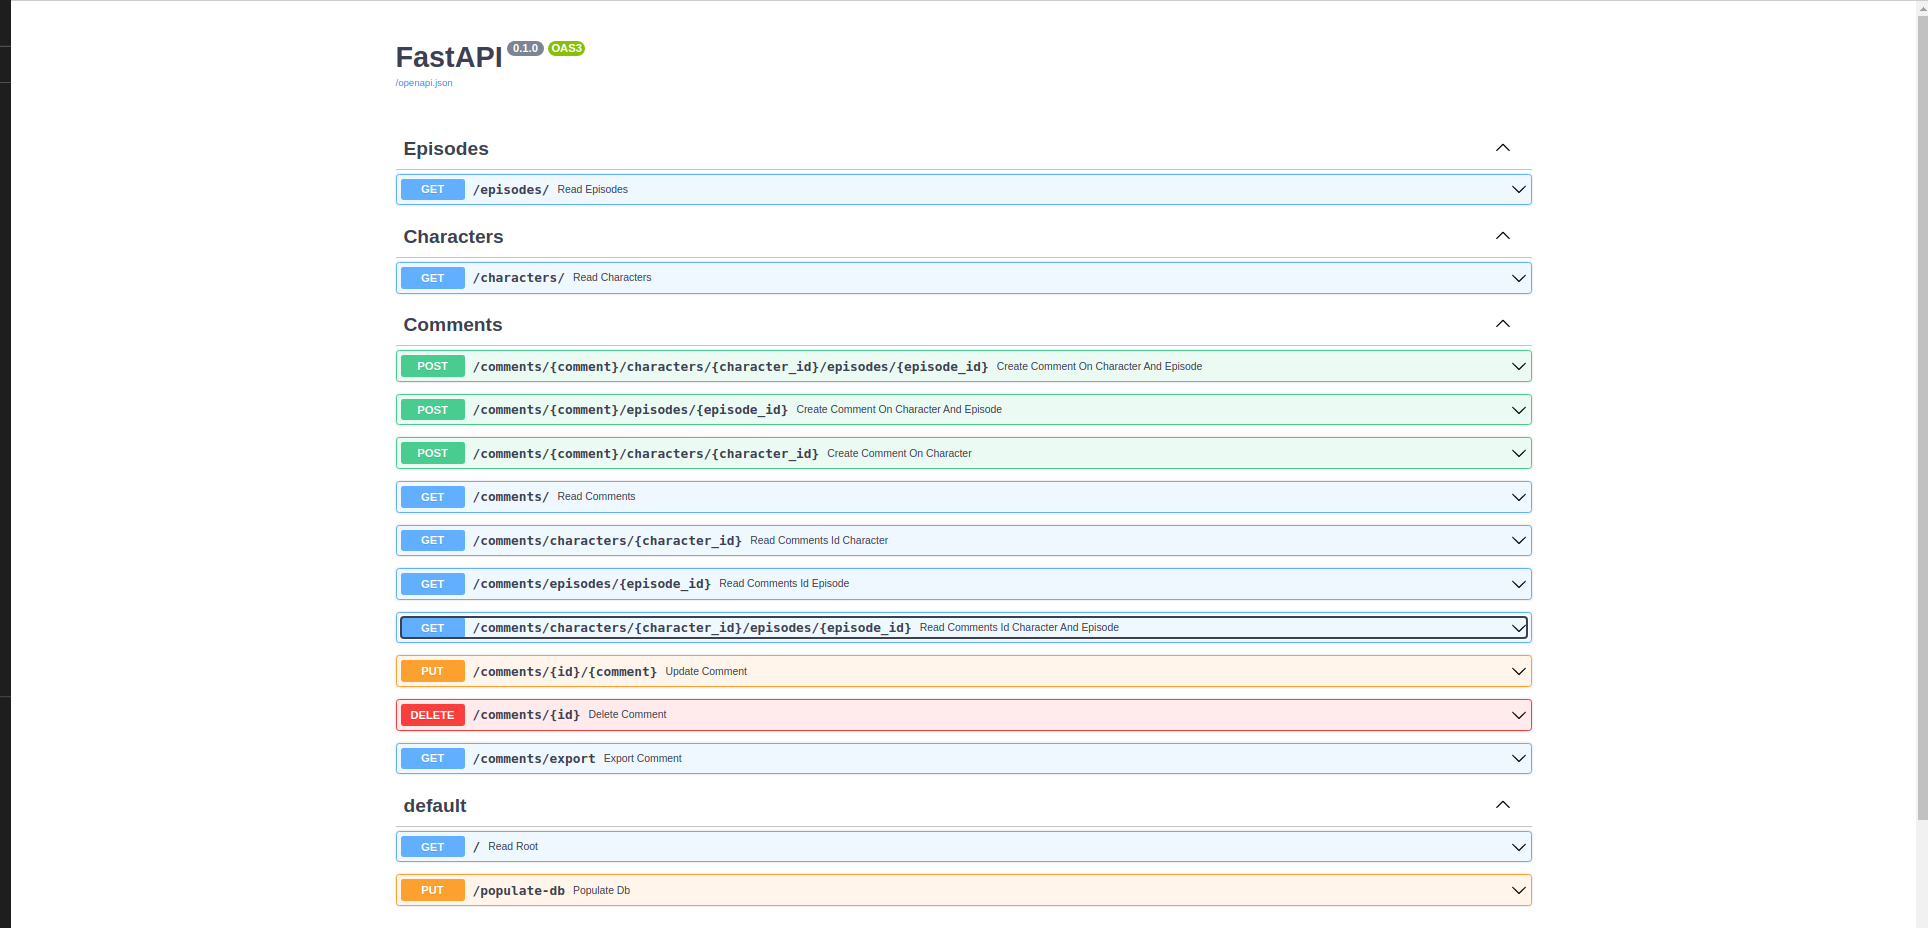 FastAPI 0.1.0 OAS3
/openapi.json
Episodes
GET /episodes/ Read Episodes
Characters
GET /characters/ Read Characters
Comments
POST /comments/{comment}/characters/{character_id}/episodes/{episode_id} Create Comment On Character And Episode
POST /comments/{comment}/episodes/{episode_id} Create Comment On Character And Episode
POST /comments/{comment}/characters/{character_id} Create Comment On Character
GET /comments/ Read Comments
GET /comments/characters/{character_id} Read Comments Id Character
GET /comments/episodes/{episode_id} Read Comments Id Episode
GET /comments/characters/{character_id}/episodes/{episode_id} Read Comments Id Character And Episode
PUT /comments/{id}/{comment} Update Comment
DELETE /comments/{id} Delete Comment
GET /comments/export Export Comment
default
GET / Read Root
PUT /populate-db Populate Db